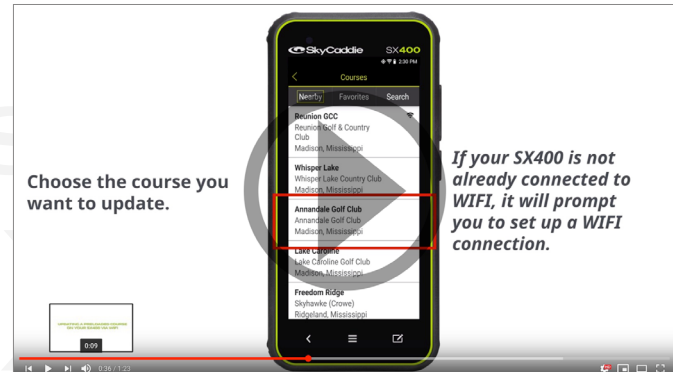 SkyCaddie SX400
2:30 PM
Courses
Nearby Favorites Search
Reunion GCC
Reunion Golf & Country
Club
Madison, Mississippi
Whisper Lake
Whisper Lake Country Club
Madison, Mississippi
Annandale Golf Club
Annandale Golf Club
Madison, Mississippi
Lake Caroline
Lake Caroline Golf Club
Madison, Mississippi
Freedom Ridge
Skyhawke (Crowe)
Ridgeland, Mississippi
Choose the course you
want to update.
If your SX400 is not
already connected to
WIFI, it will prompt
you to set up a WIFI
connection.
0:09
0:36 / 1:23